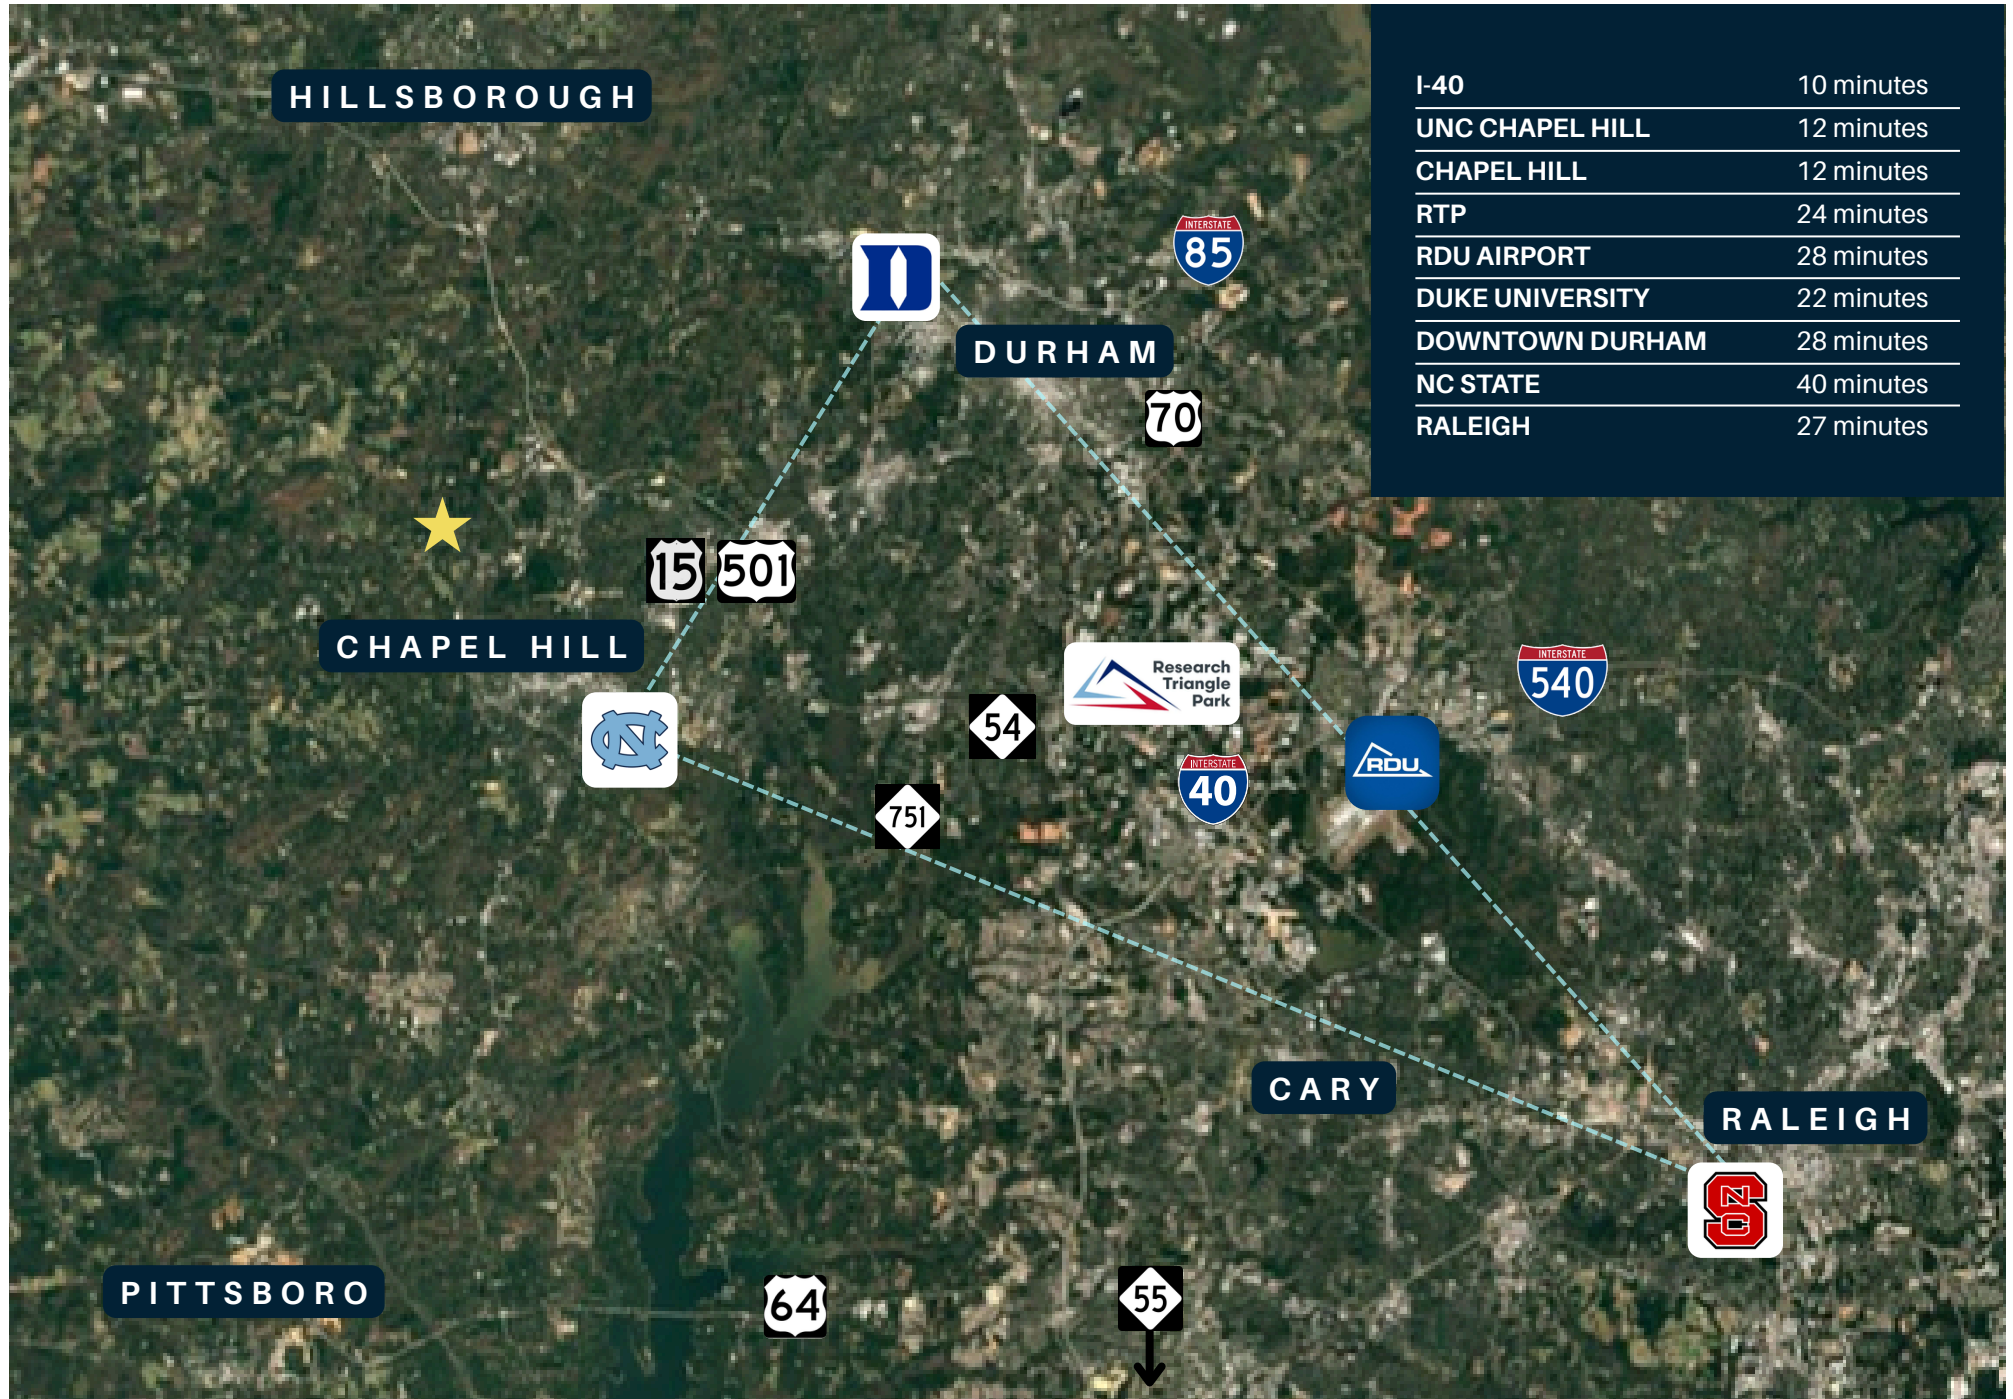 HILLSBOROUGH
I-40 10 minutes
UNC CHAPEL HILL 12 minutes
CHAPEL HILL 12 minutes
RTP 24 minutes
RDU AIRPORT 28 minutes
DUKE UNIVERSITY 22 minutes
DOWNTOWN DURHAM 28 minutes
NC STATE 40 minutes
RALEIGH 27 minutes
D
INTERSTATE
85
DURHAM
70
15
501
CHAPEL HILL
Research
Triangle
Park
INTERSTATE
540
NC
54
RDU
INTERSTATE
40
751
CARY
RALEIGH
NCS
PITTSBORO
64
55